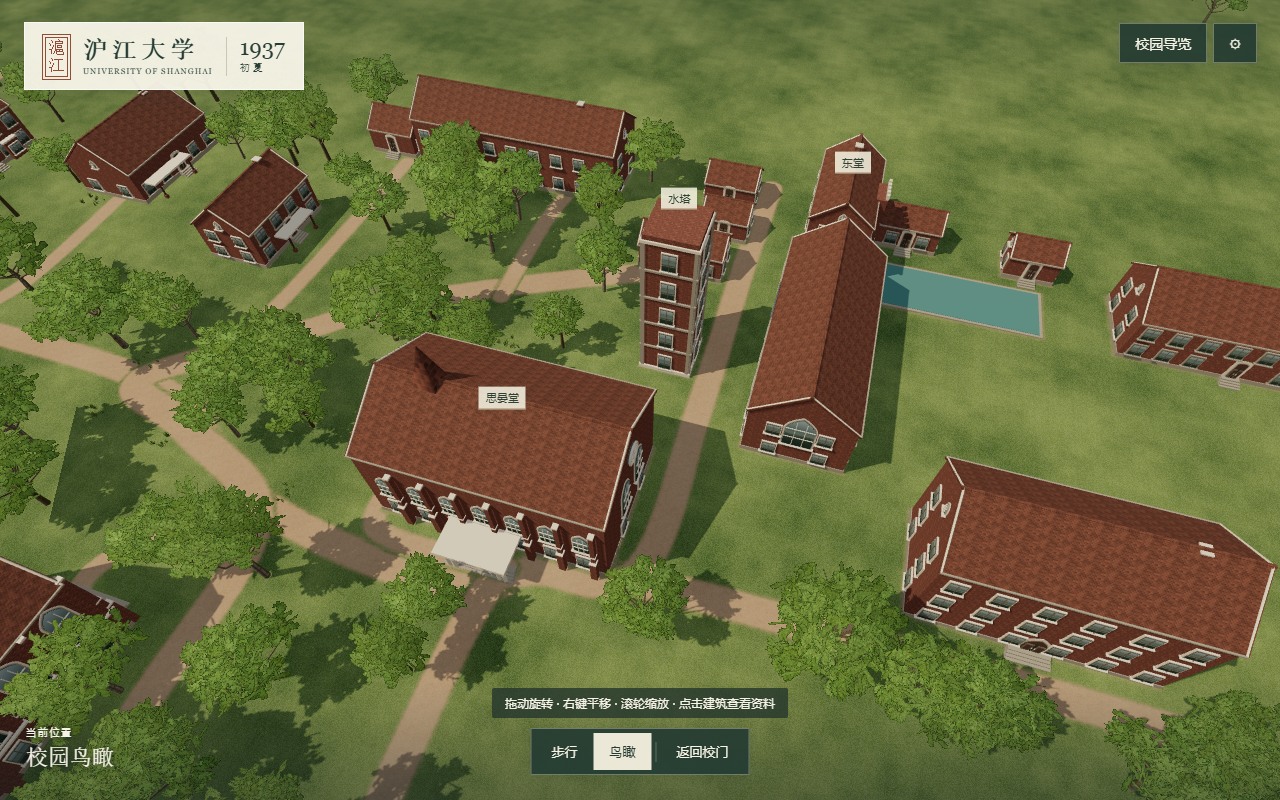 滬江
沪江大学
UNIVERSITY OF SHANGHAI
1937
初夏
校园导览
东堂
水塔
思晏堂
拖动旋转 · 右键平移 · 滚轮缩放 · 点击建筑查看资料
当前位置
校园鸟瞰
步行
鸟瞰
返回校门